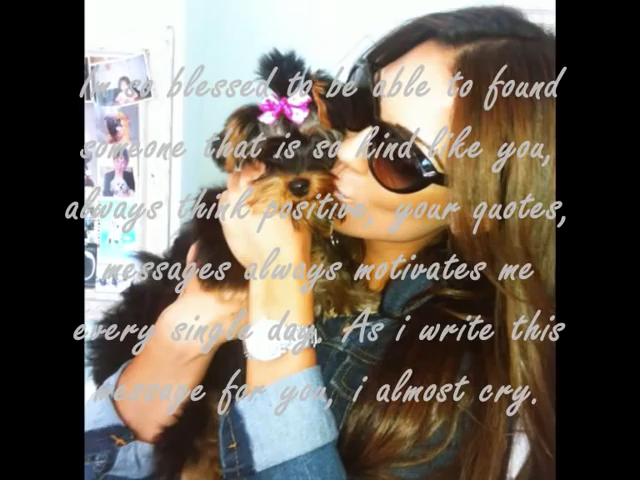 I'm so blessed to be able to found
someone that is so kind like you,
always think positive, your quotes,
messages always motivates me
every single day. As i write this
message for you, i almost cry.